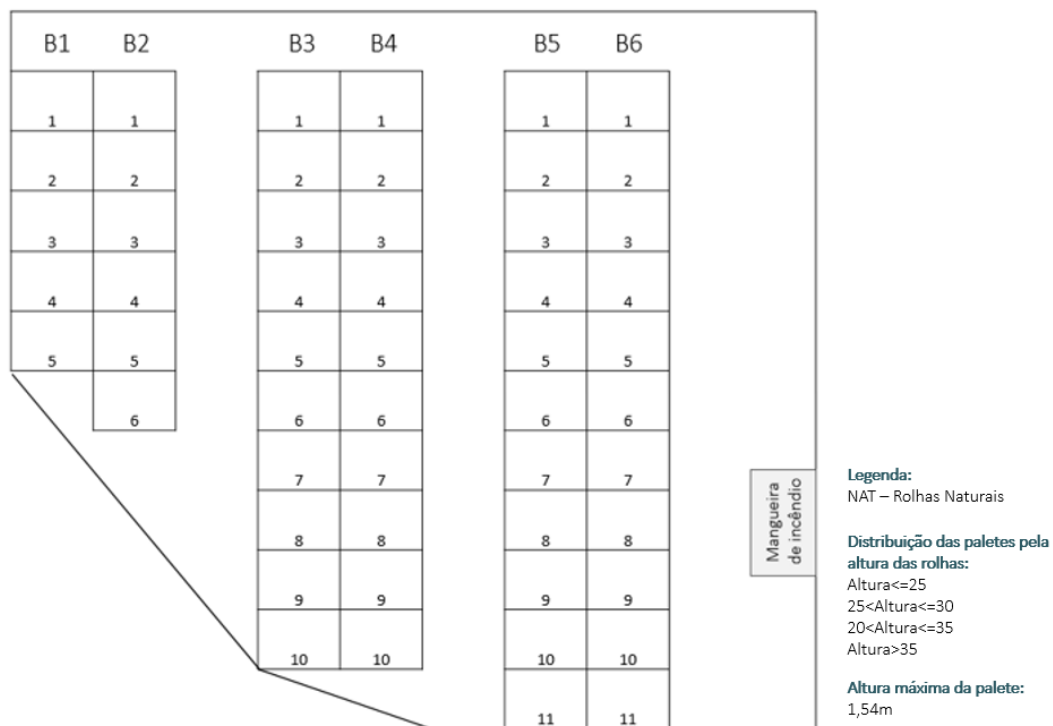 B1 B2 B3 B4 B5 B6
1 1 1 1 1 1
2 2 2 2 2 2
3 3 3 3 3 3
4 4 4 4 4 4
5 5 5 5 5 5
6 6 6 6 6
7 7 7 7
8 8 8 8
9 9 9 9
10 10 10 10
11 11
Mangueira
de incêndio
Legenda:
NAT – Rolhas Naturais
Distribuição das paletes pela
altura das rolhas:
Altura<=25
25<Altura<=30
20<Altura<=35
Altura>35
Altura máxima da palete:
1,54m